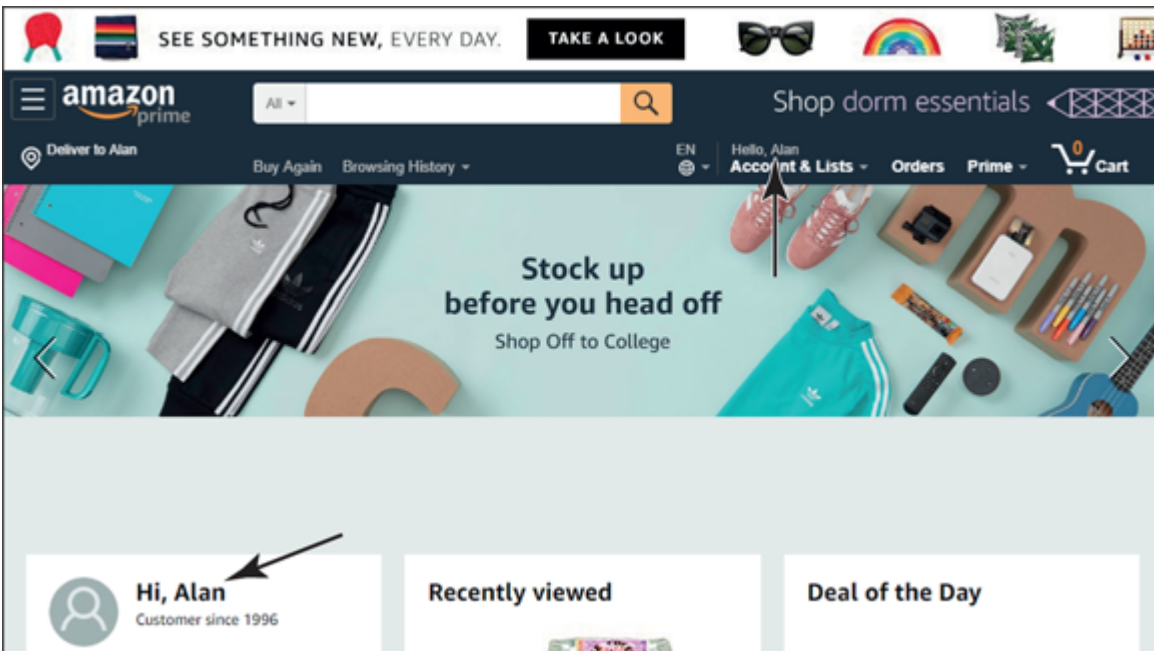 SEE SOMETHING NEW, EVERY DAY. TAKE A LOOK
amazon prime
All
Shop dorm essentials
Deliver to Alan
Buy Again Browsing History
EN
Hello, Alan
Account & Lists Orders Prime 0 Cart
Stock up
before you head off
Shop Off to College
Hi, Alan
Customer since 1996
Recently viewed
Deal of the Day